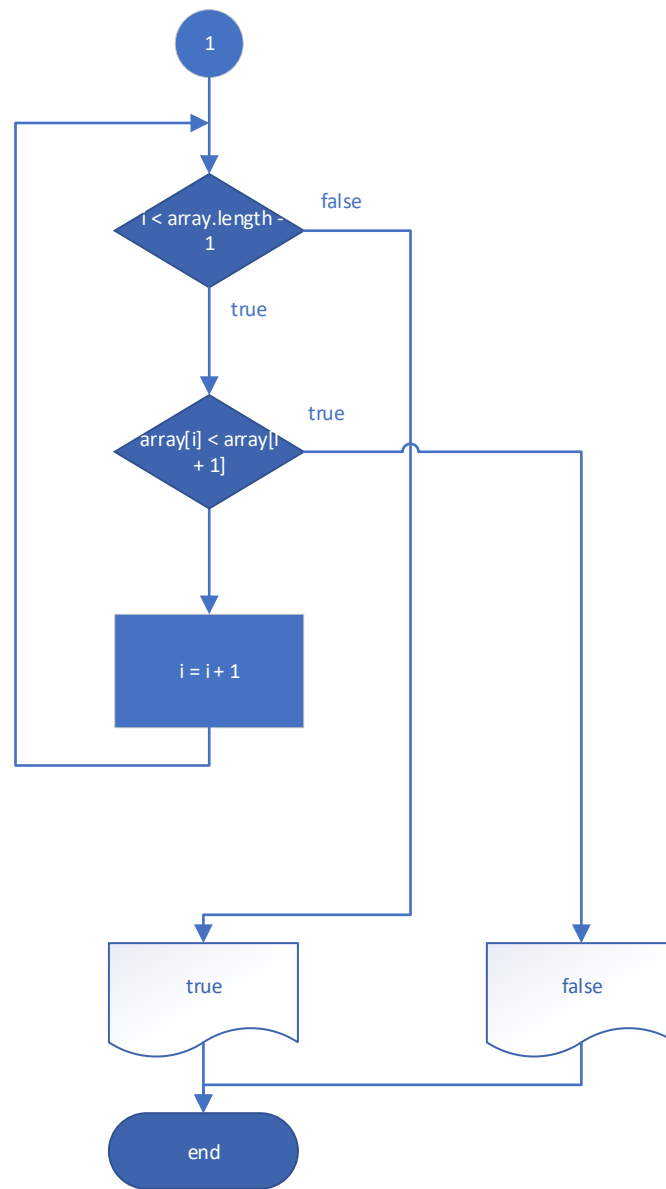 1
i < array.length -
1
false
true
true
array[i] < array[i
+ 1]
i = i + 1
true
false
end